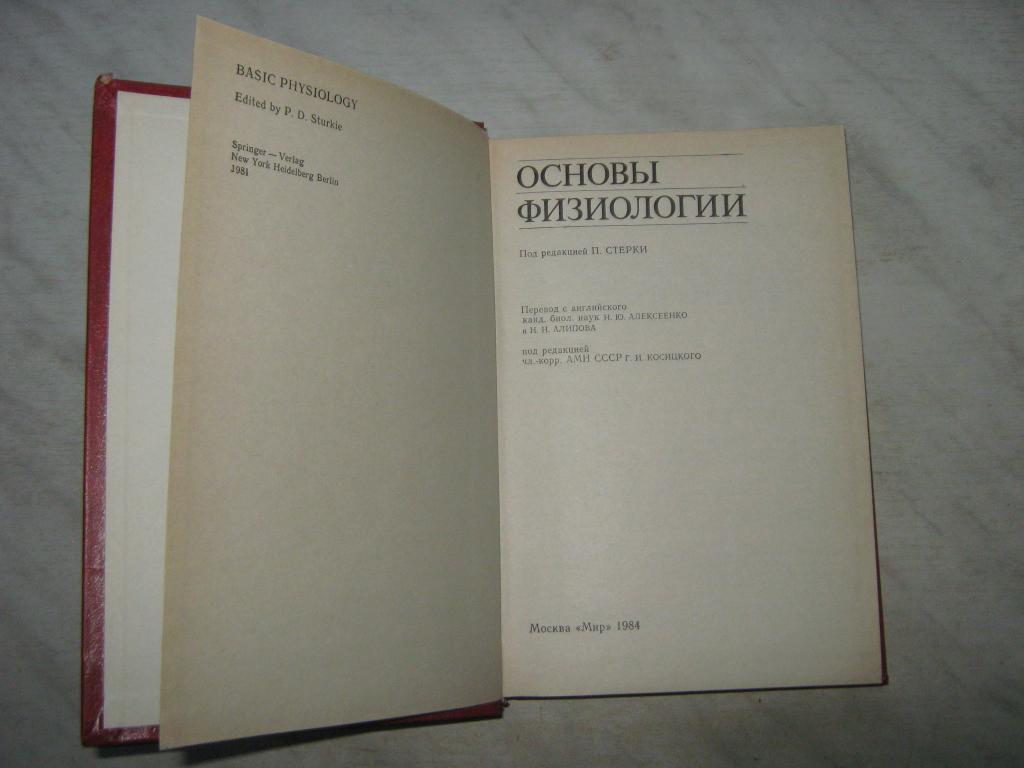 BASIC PHYSIOLOGY
Edited by P. D. Sturkie
Springer — Verlag
New York Heidelberg Berlin
1981
ОСНОВЫ
ФИЗИОЛОГИИ
Под редакцией П. СТЕРКИ
Перевод с английского
канд. биол. наук Н. Ю. АЛЕКСЕЕНКО
и Н. Н. АЛИПОВА
под редакцией
чл.-корр. АМН СССР Г. И. КОСИЦКОГО
Москва «Мир» 1984